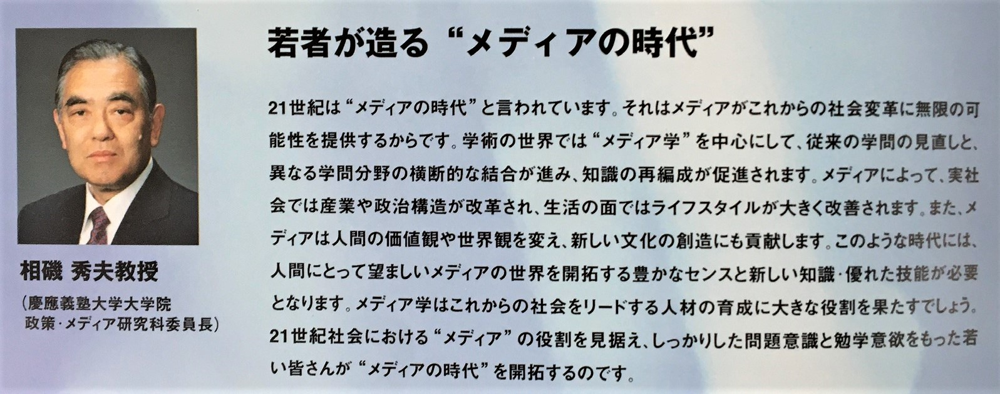 若者が造る “メディアの時代”
21世紀は“メディアの時代”と言われています。それはメディアがこれからの社会変革に無限の可
能性を提供するからです。学術の世界では“メディア学”を中心にして、従来の学問の見直しと、
異なる学問分野の横断的な結合が進み、知識の再編成が促進されます。メディアによって、実社
会では産業や政治構造が改革され、生活の面ではライフスタイルが大きく改善されます。また、メ
ディアは人間の価値観や世界観を変え、新しい文化の創造にも貢献します。このような時代には、
人間にとって望ましいメディアの世界を開拓する豊かなセンスと新しい知識・優れた技能が必要
となります。メディア学はこれからの社会をリードする人材の育成に大きな役割を果たすでしょう。
21世紀社会における“メディア”の役割を見据え、しっかりした問題意識と勉学意欲をもった若
い皆さんが“メディアの時代”を開拓するのです。
相磯 秀夫教授
(慶應義塾大学大学院
政策・メディア研究科委員長)